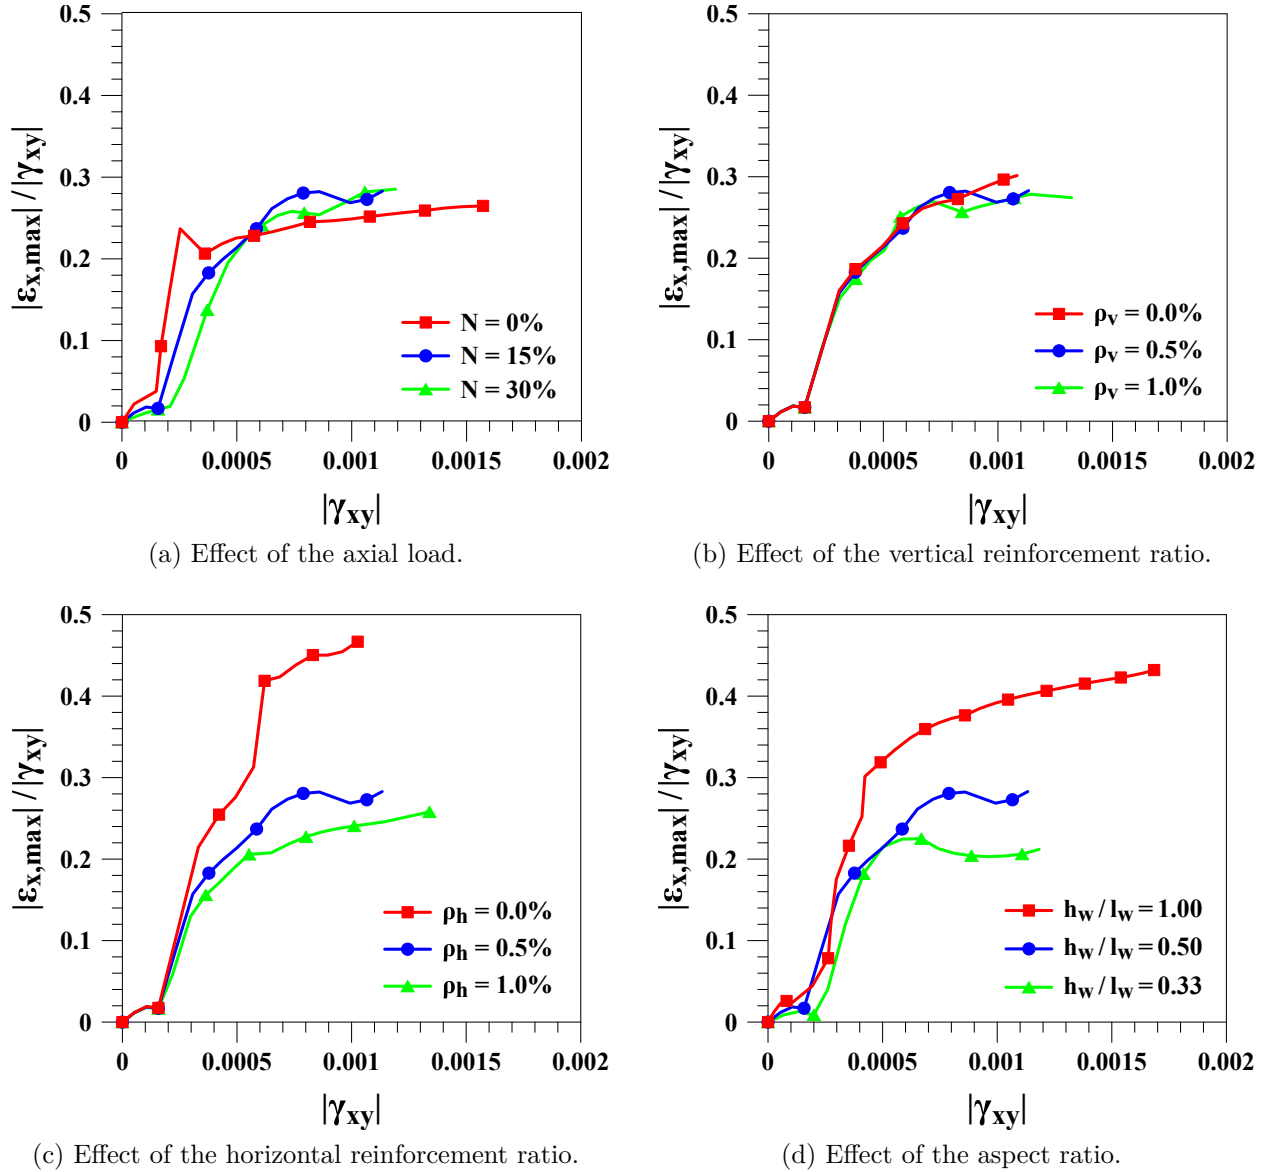 0.5
0.4
0.3
0.2
0.1
0
|εx,max| / |γxy|
N = 0%
N = 15%
N = 30%
0 0.0005 0.001 0.0015 0.002
|γxy|
(a) Effect of the axial load.
0.5
0.4
0.3
0.2
0.1
0
|εx,max| / |γxy|
ρv = 0.0%
ρv = 0.5%
ρv = 1.0%
0 0.0005 0.001 0.0015 0.002
|γxy|
(b) Effect of the vertical reinforcement ratio.
0.5
0.4
0.3
0.2
0.1
0
|εx,max| / |γxy|
ρh = 0.0%
ρh = 0.5%
ρh = 1.0%
0 0.0005 0.001 0.0015 0.002
|γxy|
(c) Effect of the horizontal reinforcement ratio.
0.5
0.4
0.3
0.2
0.1
0
|εx,max| / |γxy|
hw / lw = 1.00
hw / lw = 0.50
hw / lw = 0.33
0 0.0005 0.001 0.0015 0.002
|γxy|
(d) Effect of the aspect ratio.